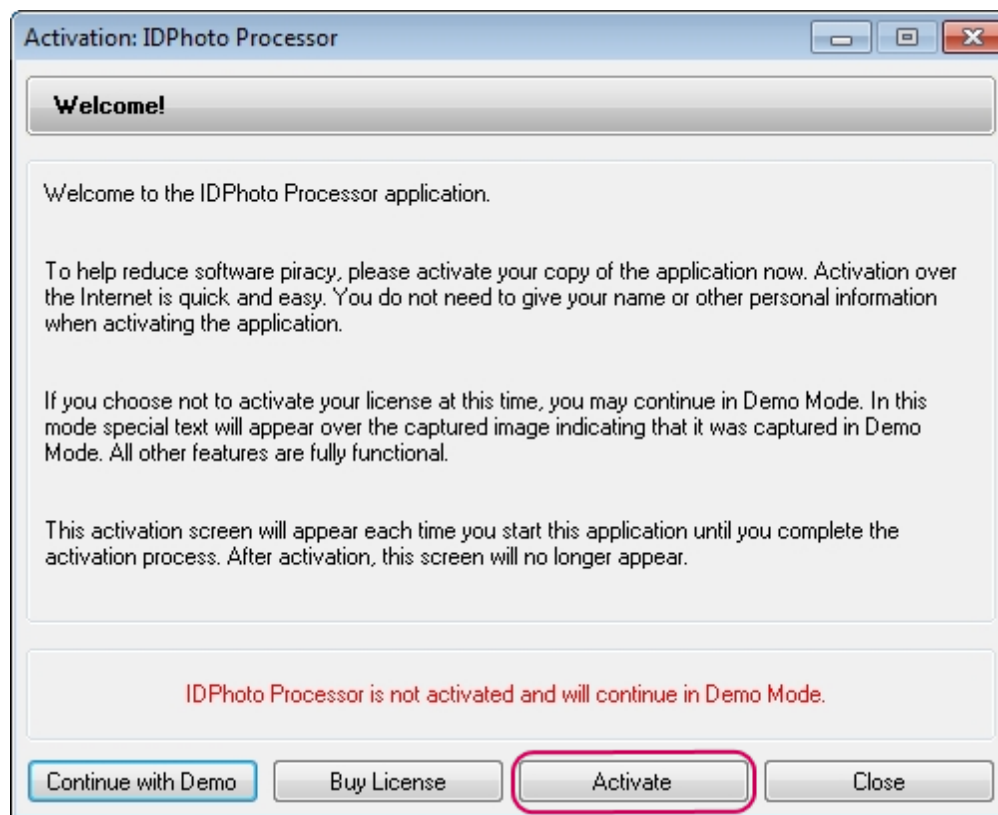 Activation: IDPhoto Processor
Welcome!
Welcome to the IDPhoto Processor application.
To help reduce software piracy, please activate your copy of the application now. Activation over
the Internet is quick and easy. You do not need to give your name or other personal information
when activating the application.
If you choose not to activate your license at this time, you may continue in Demo Mode. In this
mode special text will appear over the captured image indicating that it was captured in Demo
Mode. All other features are fully functional.
This activation screen will appear each time you start this application until you complete the
activation process. After activation, this screen will no longer appear.
IDPhoto Processor is not activated and will continue in Demo Mode.
Continue with Demo
Buy License
Activate
Close